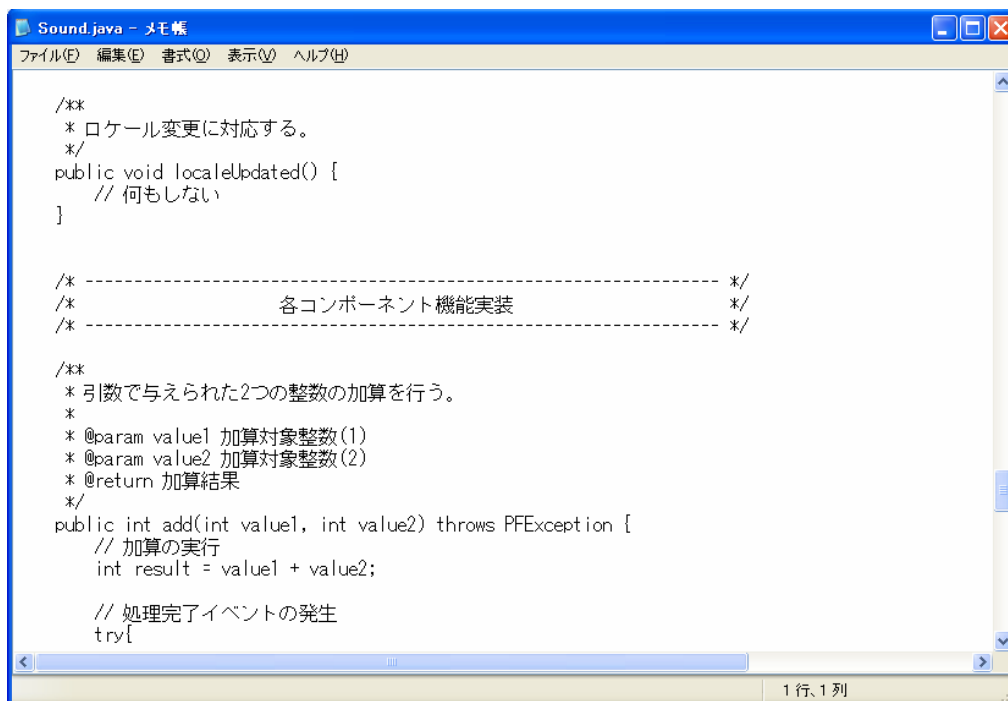 Sound.java - メモ帳
ファイル(F) 編集(E) 書式(O) 表示(V) ヘルプ(H)
/**
 * ロケール変更に対応する。
 */
public void localeUpdated() {
    // 何もしない
}
/* ----------------------------------------------------------------- */
/*                    各コンポーネント機能実装                      */
/* ----------------------------------------------------------------- */
/**
 * 引数で与えられた2つの整数の加算を行う。
 *
 * @param value1 加算対象整数(1)
 * @param value2 加算対象整数(2)
 * @return 加算結果
 */
public int add(int value1, int value2) throws PFException {
    // 加算の実行
    int result = value1 + value2;
    // 処理完了イベントの発生
    try{
1 行、1 列